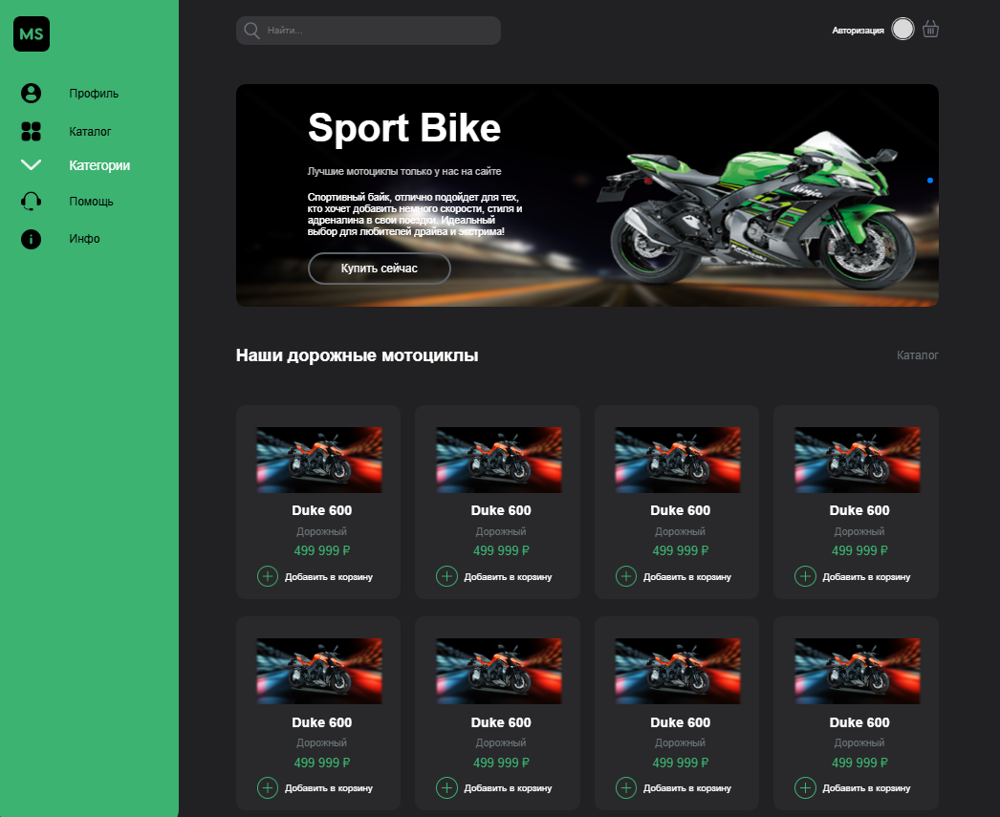 MS
Найти...
Авторизация
Профиль
Каталог
Категории
Помощь
Инфо
Sport Bike
Лучшие мотоциклы только у нас на сайте
Спортивный байк, отлично подойдет для тех,
кто хочет добавить немного скорости, стиля и
адреналина в свои поездки. Идеальный
выбор для любителей драйва и экстрима!
Купить сейчас
Ninja
Kawasaki
Наши дорожные мотоциклы
Каталог
Duke 600
Дорожный
499 999 ₽
Добавить в корзину
Duke 600
Дорожный
499 999 ₽
Добавить в корзину
Duke 600
Дорожный
499 999 ₽
Добавить в корзину
Duke 600
Дорожный
499 999 ₽
Добавить в корзину
Duke 600
Дорожный
499 999 ₽
Добавить в корзину
Duke 600
Дорожный
499 999 ₽
Добавить в корзину
Duke 600
Дорожный
499 999 ₽
Добавить в корзину
Duke 600
Дорожный
499 999 ₽
Добавить в корзину